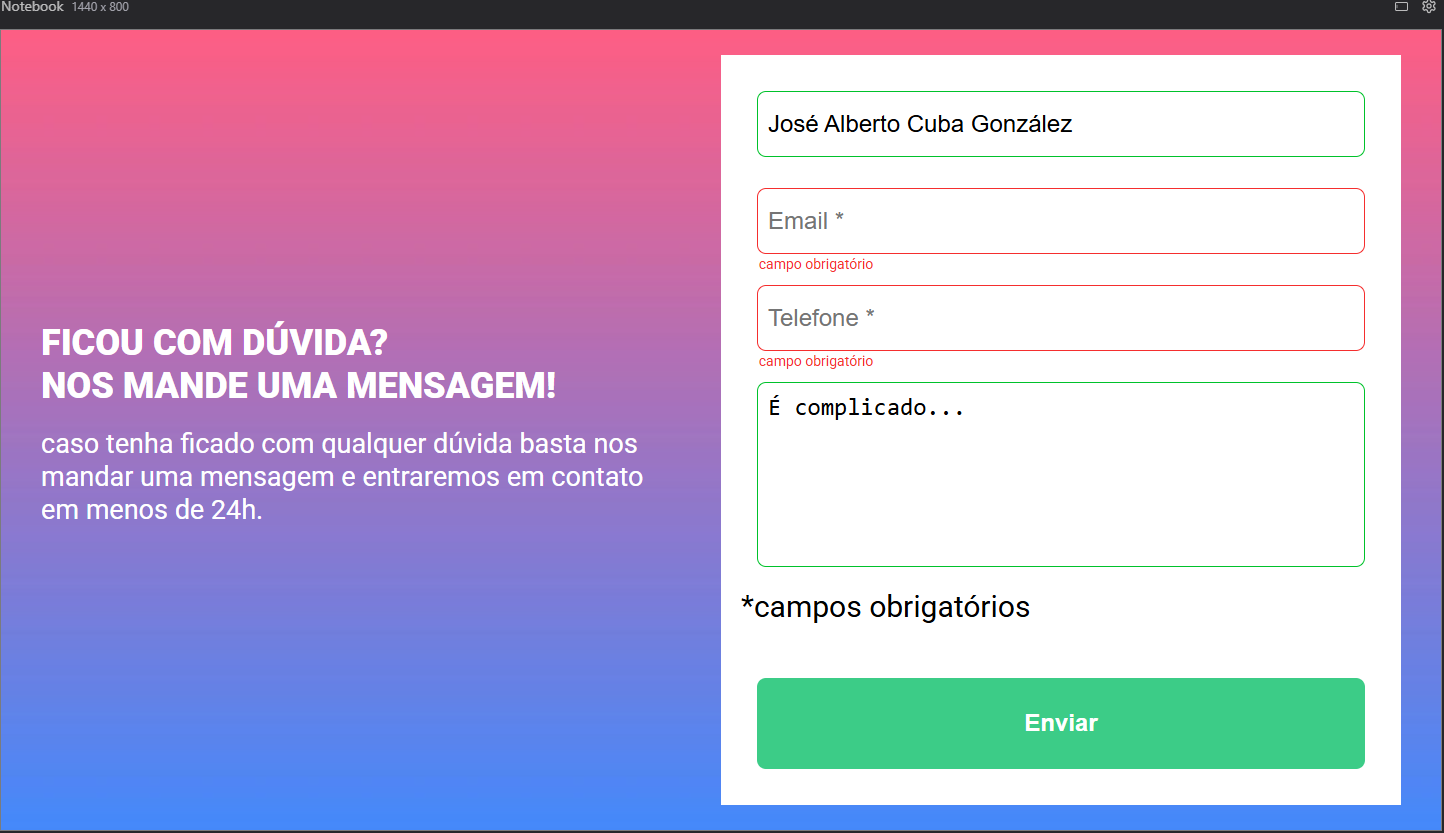 Notebook 1440 x 800
FICOU COM DÚVIDA?
NOS MANDE UMA MENSAGEM!
caso tenha ficado com qualquer dúvida basta nos
mandar uma mensagem e entraremos em contato
em menos de 24h.
José Alberto Cuba González
Email *
campo obrigatório
Telefone *
campo obrigatório
É complicado...
*campos obrigatórios
Enviar